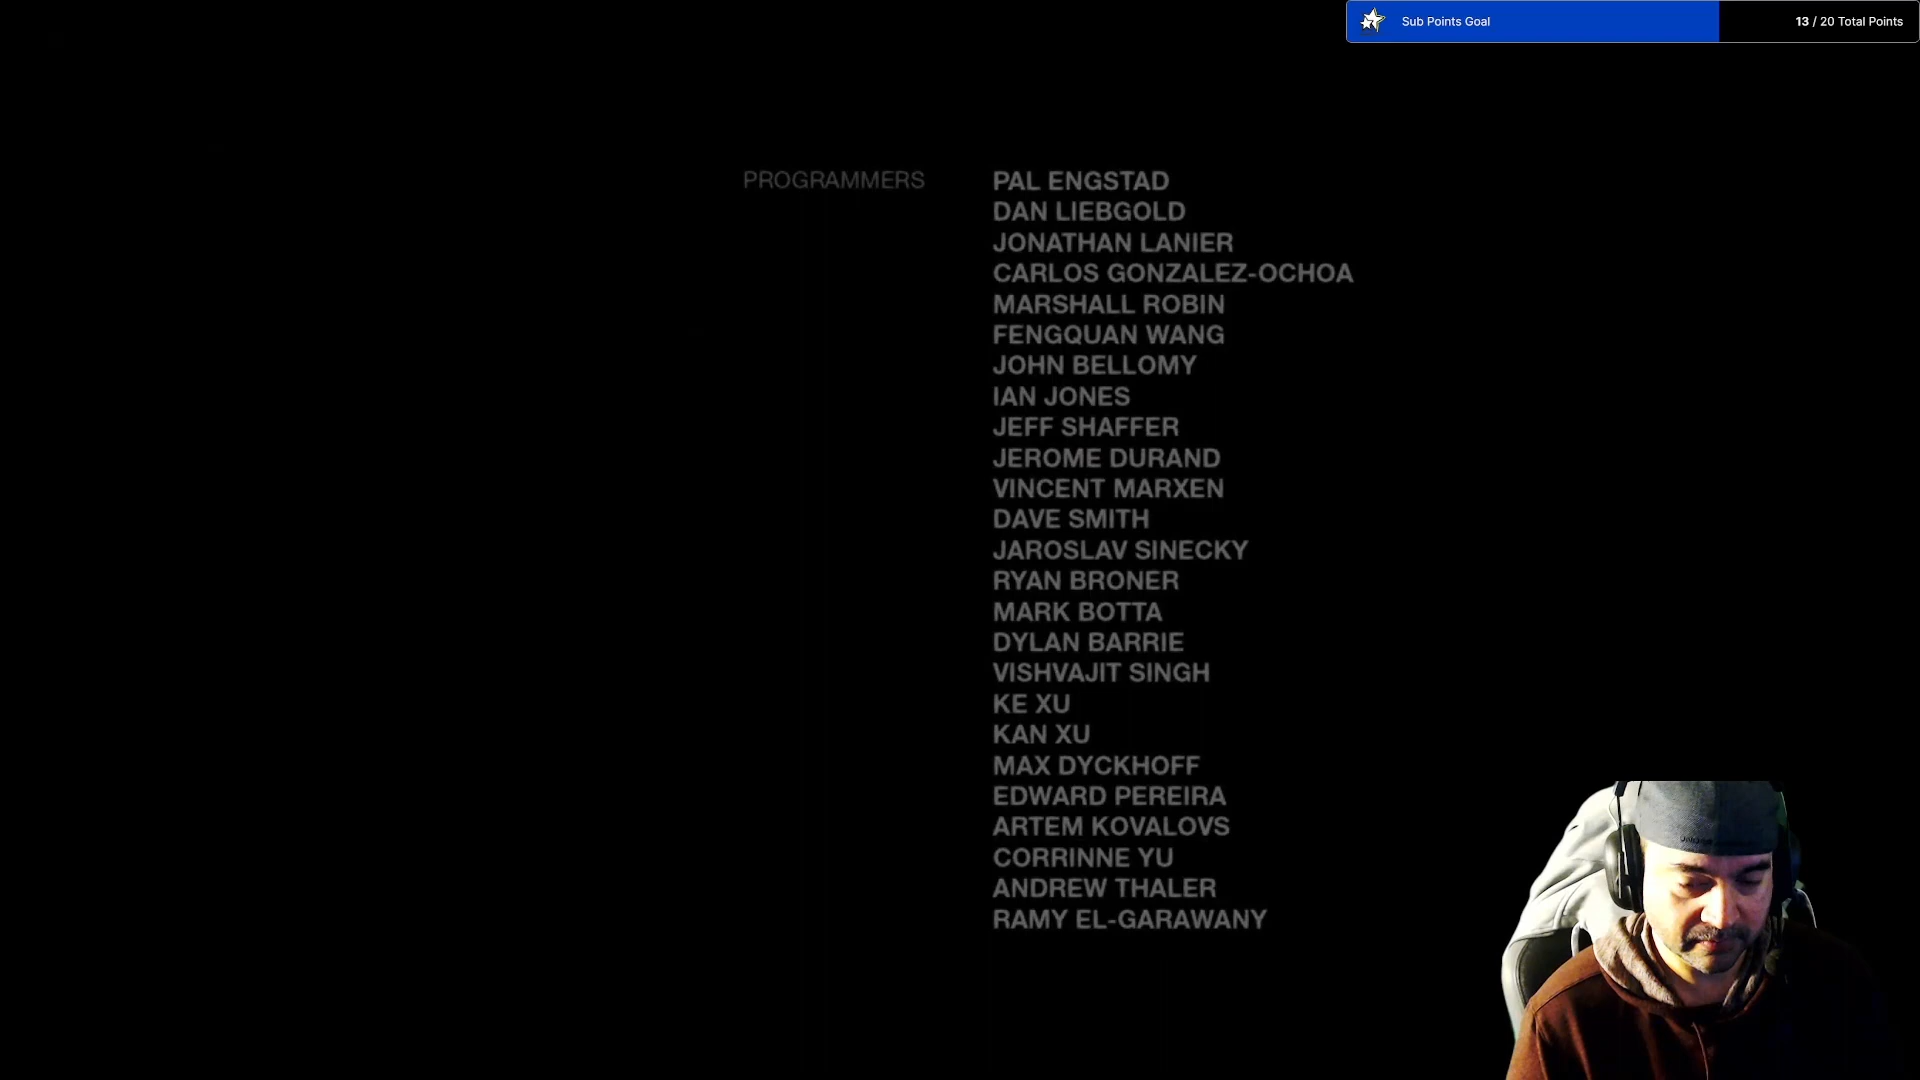 Sub Points Goal
13 / 20 Total Points
PROGRAMMERS
PAL ENGSTAD
DAN LIEBGOLD
JONATHAN LANIER
CARLOS GONZALEZ-OCHOA
MARSHALL ROBIN
FENGQUAN WANG
JOHN BELLOMY
IAN JONES
JEFF SHAFFER
JEROME DURAND
VINCENT MARXEN
DAVE SMITH
JAROSLAV SINECKY
RYAN BRONER
MARK BOTTA
DYLAN BARRIE
VISHVAJIT SINGH
KE XU
KAN XU
MAX DYCKHOFF
EDWARD PEREIRA
ARTEM KOVALOVS
CORRINNE YU
ANDREW THALER
RAMY EL-GARAWANY